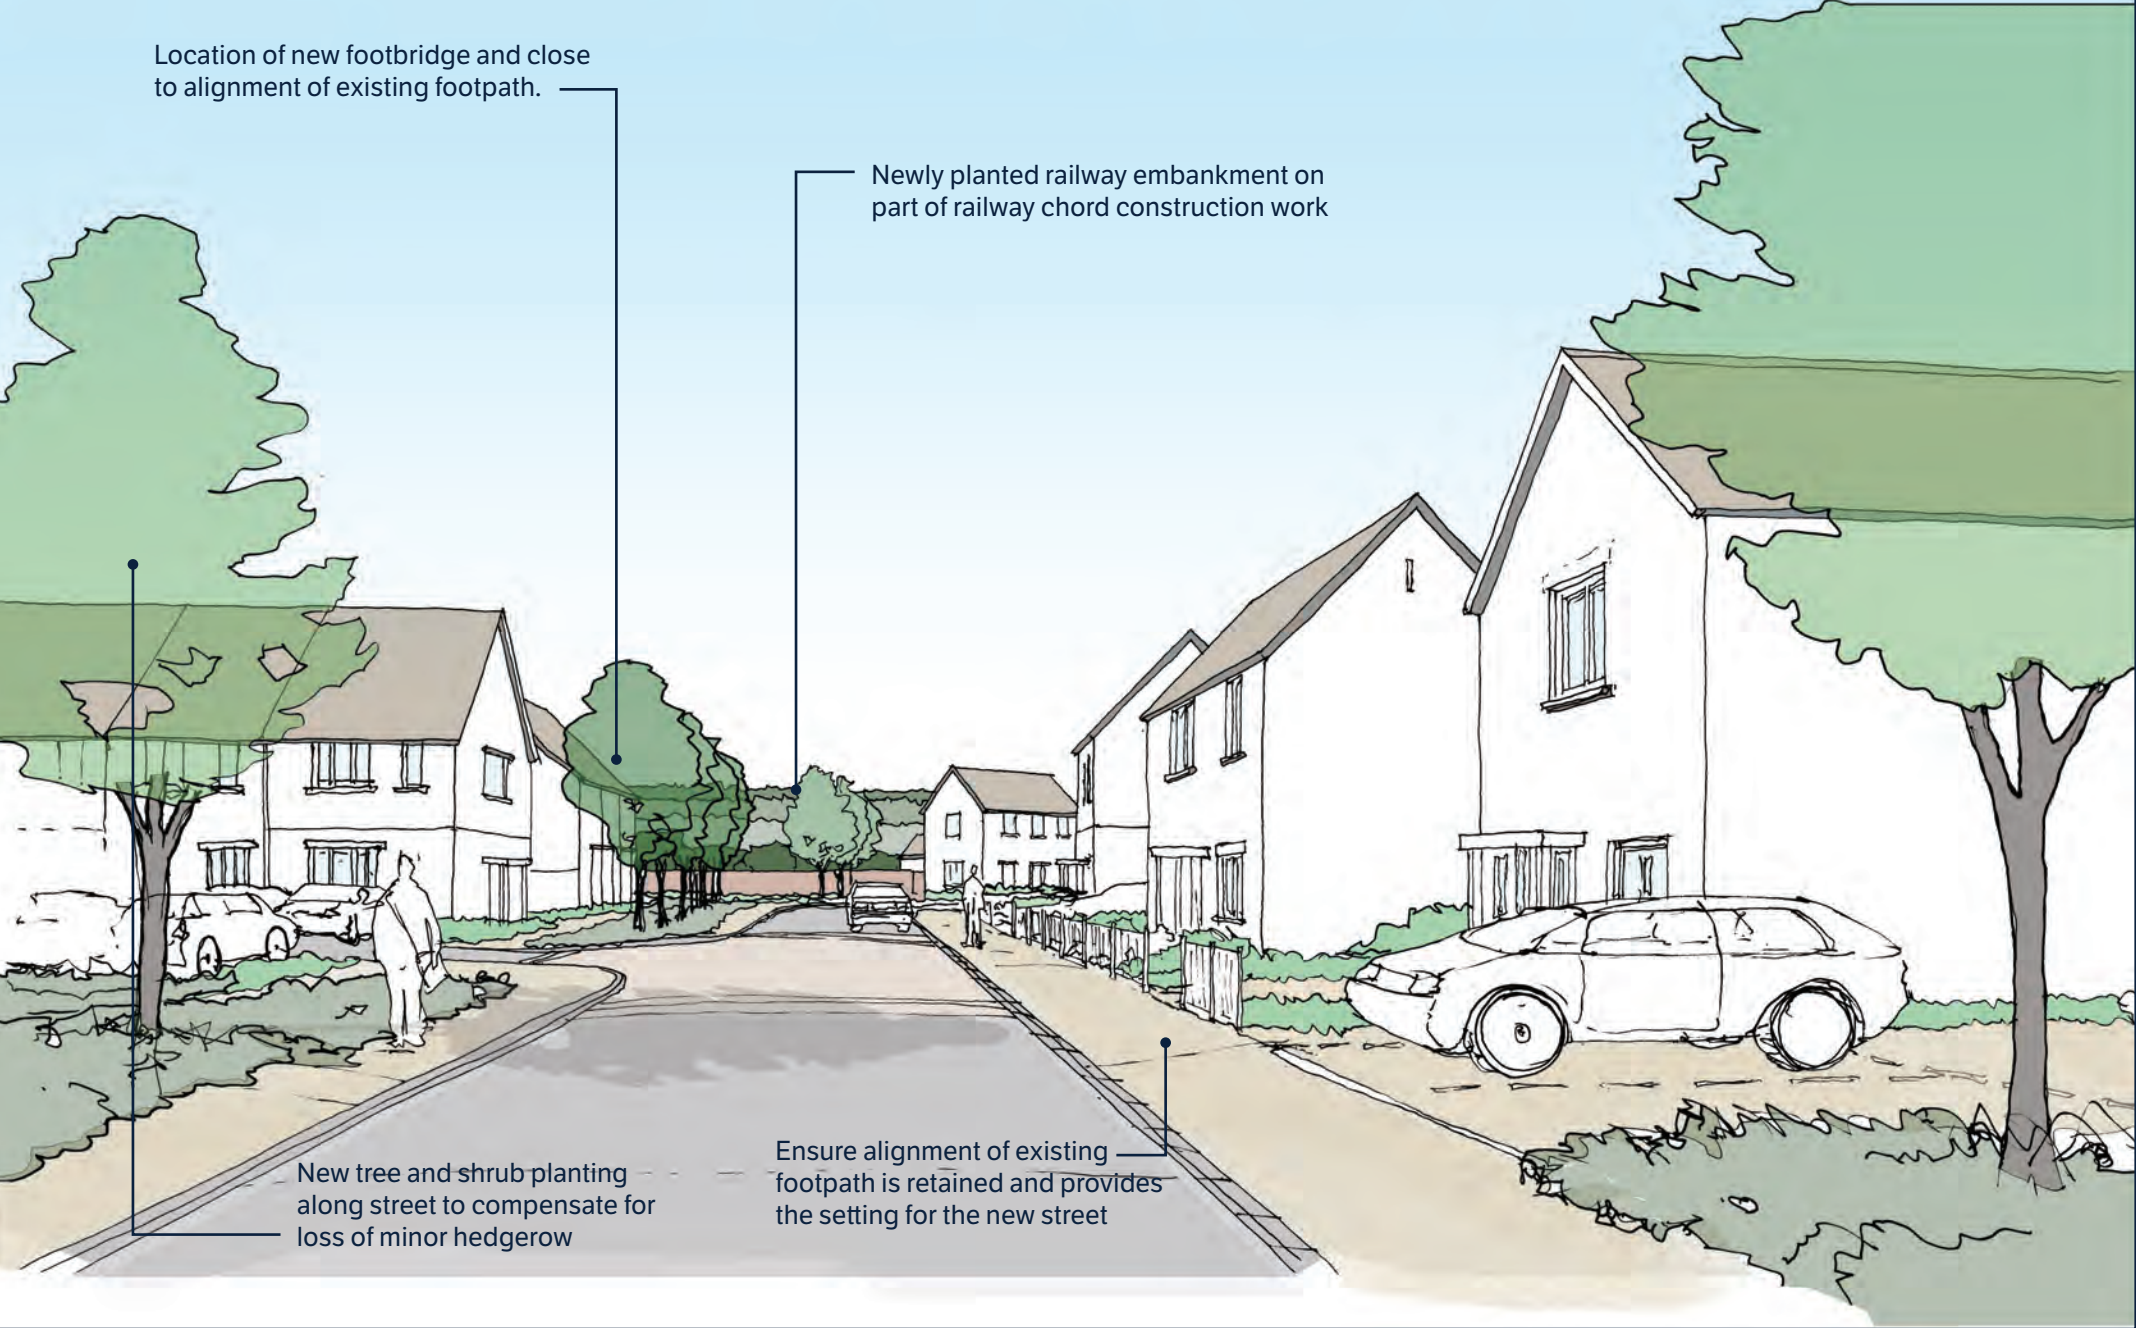 Location of new footbridge and close
to alignment of existing footpath.
Newly planted railway embankment on
part of railway chord construction work
New tree and shrub planting
along street to compensate for
loss of minor hedgerow
Ensure alignment of existing
footpath is retained and provides
the setting for the new street